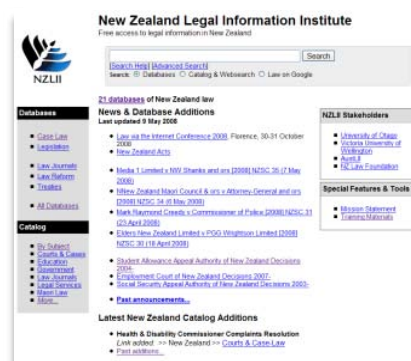 New Zealand Legal Information Institute
Free access to legal information in New Zealand
NZLII
Search
[Search Help] [Advanced Search]
Search: Databases Catalog & Websearch Law on Google
21 databases of New Zealand law
Databases
Case Law
Legislation
Law Journals
Law Reform
Treaties
All Databases
Catalog
By Subject
Courts & Cases
Education
Government
Law Journals
Legal Services
Maori Law
More...
News & Database Additions
Last updated 9 May 2008
Law via the Internet Conference 2008, Florence, 30-31 October
2008
New Zealand Acts
Media 1 Limited v NW Shanks and ors [2008] NZSC 35 (7 May
2008)
NNew Zealand Maori Council & ors v Attorney-General and ors
[2008] NZSC 34 (6 May 2008)
Mark Raymond Creedy v Commissioner of Police [2008] NZSC 31
(23 April 2008)
Elders New Zealand Limited v PGG Wrightson Limited [2008]
NZSC 30 (18 April 2008)
Student Allowance Appeal Authority of New Zealand Decisions
2004-
Employment Court of New Zealand Decisions 2007-
Social Security Appeal Authority of New Zealand Decisions 2003-
Past announcements...
Latest New Zealand Catalog Additions
Health & Disability Commissioner Complaints Resolution
Link added: >> New Zealand >> Courts & Case-Law
Past additions...
NZLII Stakeholders
University of Otago
Victoria University of
Wellington
AustLII
NZ Law Foundation
Special Features & Tools
Mission Statement
Training Materials